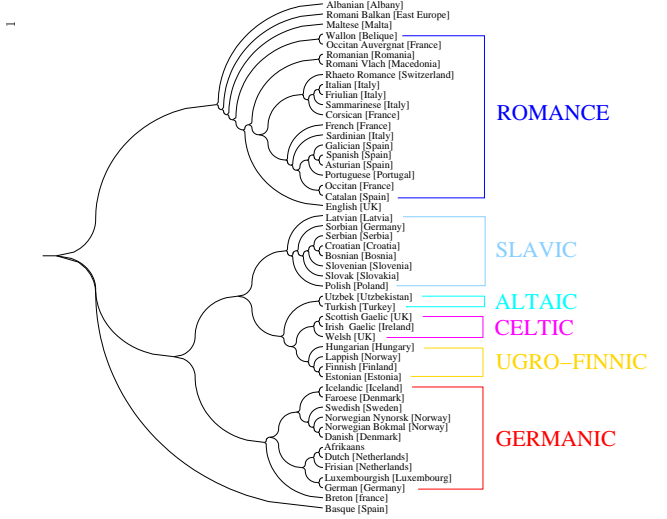 1
Albanian [Albany]
Romani Balkan [East Europe]
Maltese [Malta]
Wallon [Belique]
Occitan Auvergnat [France]
Romanian [Romania]
Romani Vlach [Macedonia]
Rhaeto Romance [Switzerland]
Italian [Italy]
Friulian [Italy]
Sammarinese [Italy]
Corsican [France]
French [France]
Sardinian [Italy]
Galician [Spain]
Spanish [Spain]
Asturian [Spain]
Portuguese [Portugal]
Occitan [France]
Catalan [Spain]
ROMANCE
English [UK]
Latvian [Latvia]
Sorbian [Germany]
Serbian [Serbia]
Croatian [Croatia]
Bosnian [Bosnia]
Slovenian [Slovenia]
Slovak [Slovakia]
Polish [Poland]
SLAVIC
Utzbek [Utzbekistan]
Turkish [Turkey]
ALTAIC
Scottish Gaelic [UK]
Irish Gaelic [Ireland]
Welsh [UK]
CELTIC
Hungarian [Hungary]
Lappish [Norway]
Finnish [Finland]
Estonian [Estonia]
UGRO-FINNIC
Icelandic [Iceland]
Faroese [Denmark]
Swedish [Sweden]
Norwegian Nynorsk [Norway]
Norwegian Bokmal [Norway]
Danish [Denmark]
Afrikaans
Dutch [Netherlands]
Frisian [Netherlands]
Luxembourgish [Luxembourg]
German [Germany]
GERMANIC
Breton [france]
Basque [Spain]